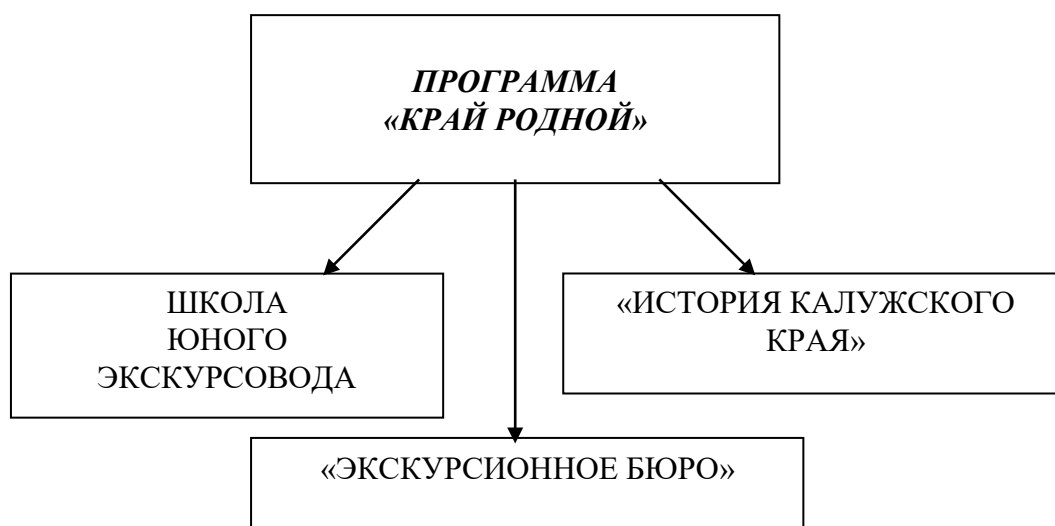 ПРОГРАММА
«КРАЙ РОДНОЙ»
ШКОЛА
ЮНОГО
ЭКСКУРСОВОДА
«ИСТОРИЯ КАЛУЖСКОГО
КРАЯ»
«ЭКСКУРСИОННОЕ БЮРО»